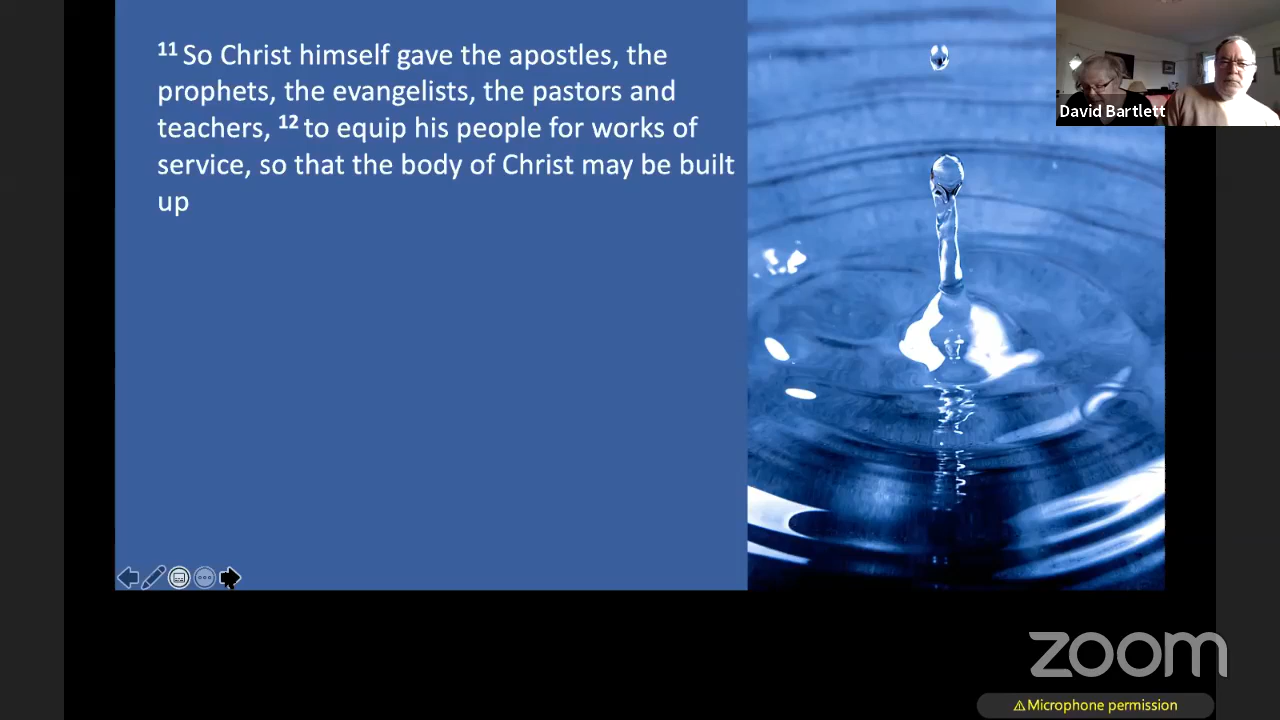 11 So Christ himself gave the apostles, the
prophets, the evangelists, the pastors and
teachers, 12 to equip his people for works of
service, so that the body of Christ may be built
up
David Bartlett
zoom
⚠Microphone permission